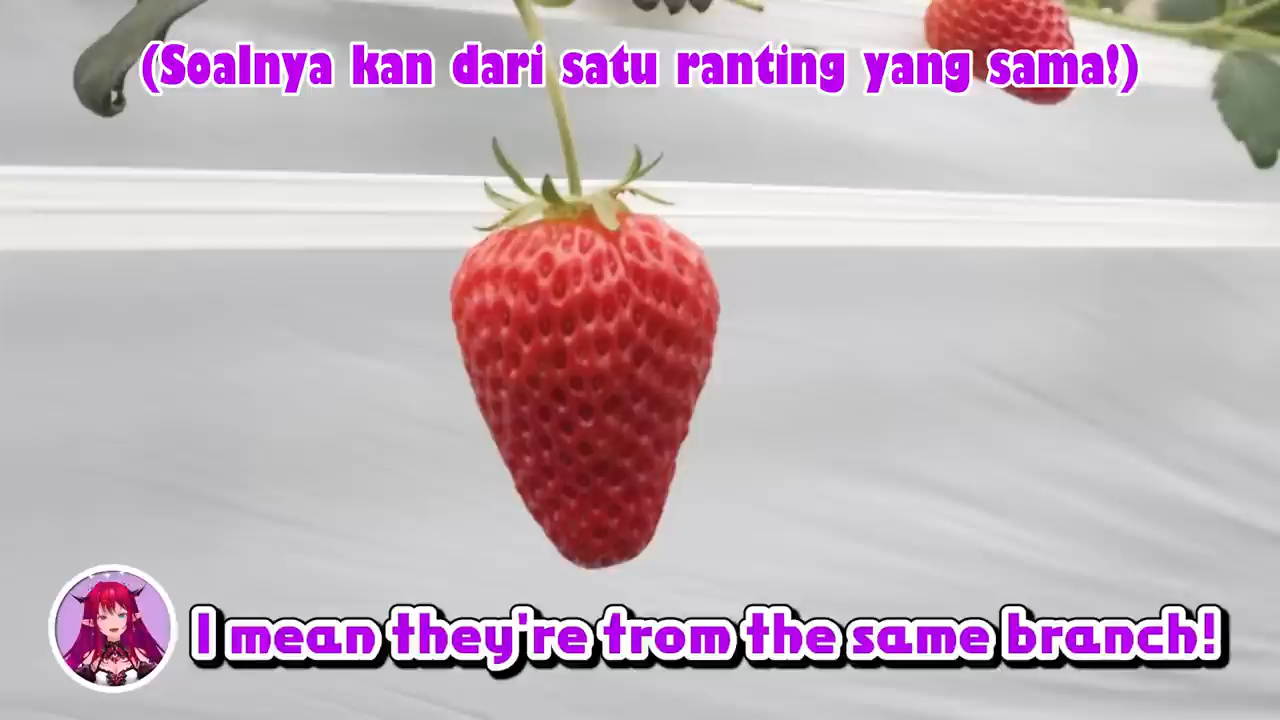 (Soalnya kan dari satu ranting yang sama!)
I mean they're from the same branch!